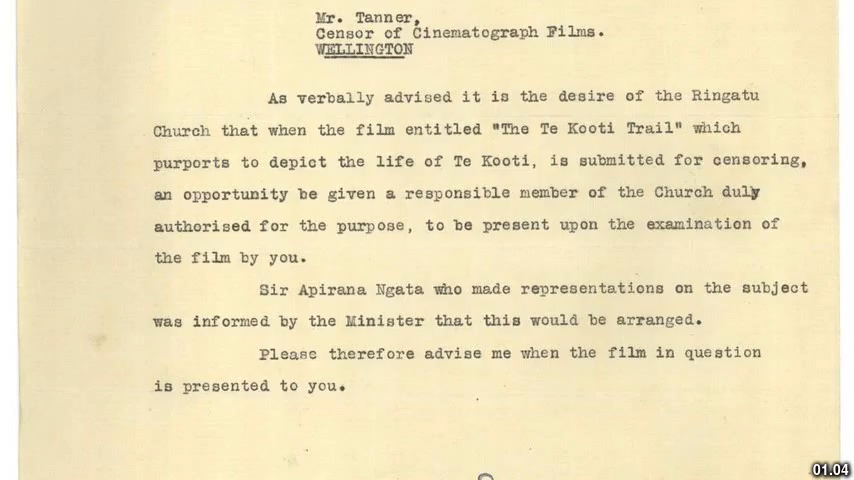 Mr. Tanner,
Censor of Cinematograph Films.
WELLINGTON
As verbally advised it is the desire of the Ringatu
Church that when the film entitled "The Te Kooti Trail" which
purports to depict the life of Te Kooti, is submitted for censoring,
an opportunity be given a responsible member of the Church duly
authorised for the purpose, to be present upon the examination of
the film by you.
Sir Apirana Ngata who made representations on the subject
was informed by the Minister that this would be arranged.
Please therefore advise me when the film in question
is presented to you.
01.04